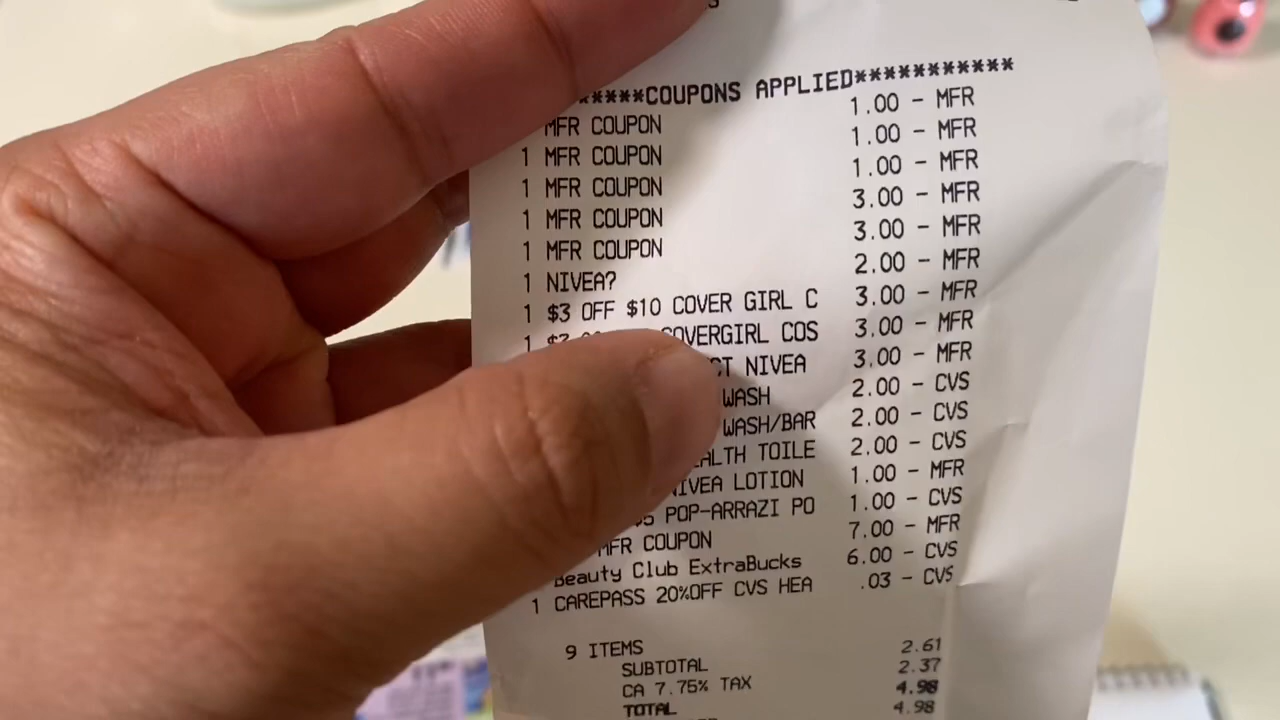 *****COUPONS APPLIED***********
MFR COUPON 1.00 - MFR
1 MFR COUPON 1.00 - MFR
1 MFR COUPON 1.00 - MFR
1 MFR COUPON 3.00 - MFR
1 MFR COUPON 3.00 - MFR
1 NIVEA? 2.00 - MFR
1 $3 OFF $10 COVER GIRL C 3.00 - MFR
1 COVERGIRL COS 3.00 - MFR
NIVEA 3.00 - MFR
WASH 2.00 - CVS
WASH/BAR 2.00 - CVS
TOILE 2.00 - CVS
NIVEA LOTION 1.00 - MFR
$5 POP-ARRAZI PO 1.00 - CVS
MFR COUPON 7.00 - MFR
Beauty Club ExtraBucks 6.00 - CVS
1 CAREPASS 20%OFF CVS HEA .03 - CVS
9 ITEMS
SUBTOTAL 2.61
CA 7.75% TAX 2.37
TOTAL 4.98
4.98